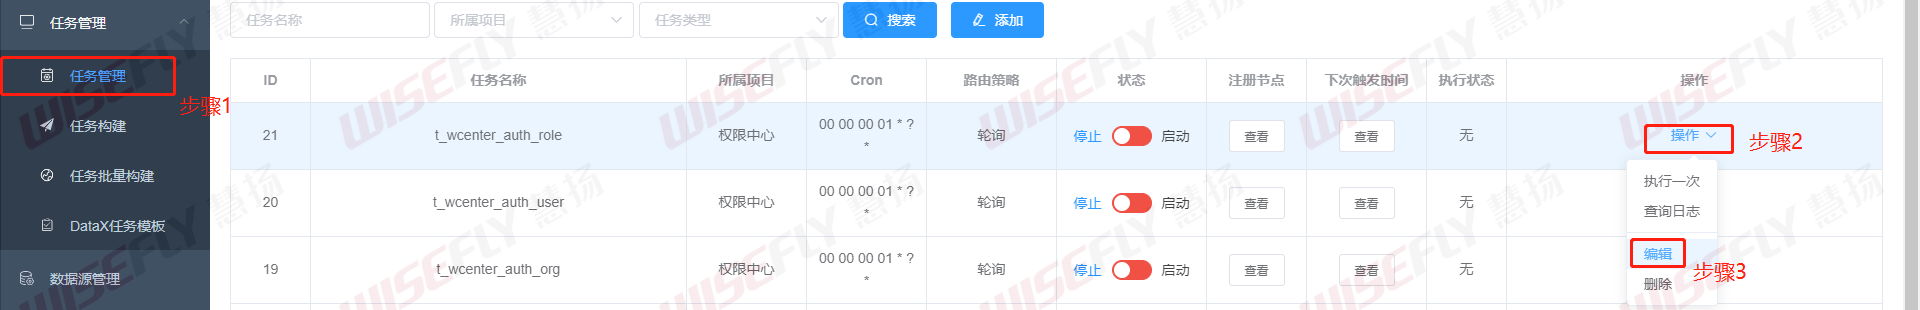 任务管理
任务名称 所属项目 任务类型 搜索 添加
任务管理
步骤1
任务构建
任务批量构建
DataX任务模板
数据源管理
ID 任务名称 所属项目 Cron 路由策略 状态 注册节点 下次触发时间 执行状态 操作
21 t_wcenter_auth_role 权限中心 00 00 00 01 * ? * 轮询 停止 启动 查看 查看 无 操作
步骤2
20 t_wcenter_auth_user 权限中心 00 00 00 01 * ? * 轮询 停止 启动 查看 查看 无
19 t_wcenter_auth_org 权限中心 00 00 00 01 * ? * 轮询 停止 启动 查看 查看 无
执行一次
查询日志
编辑
步骤3
删除
WISEFLY 慧扬